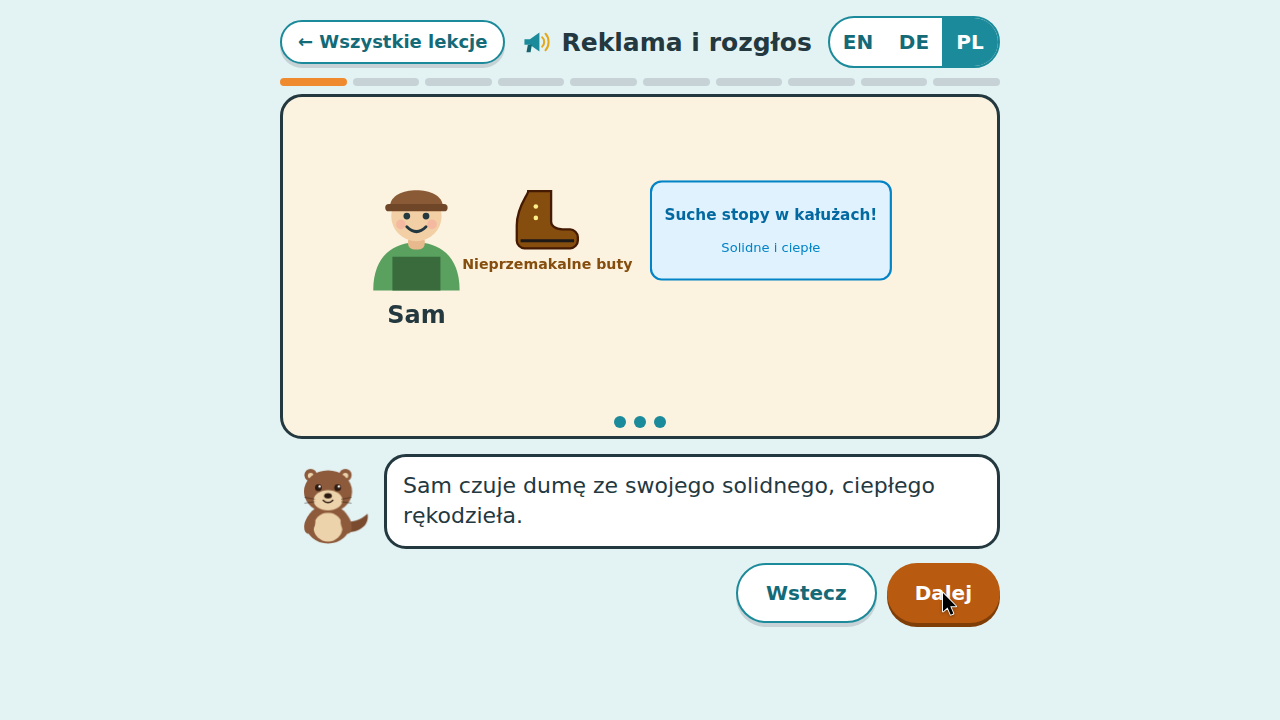 ← Wszystkie lekcje
Reklama i rozgłos
EN DE PL
Suche stopy w kałużach!
Solidne i ciepłe
Nieprzemakalne buty
Sam
Sam czuje dumę ze swojego solidnego, ciepłego
rękodzieła.
Wstecz
Dalej